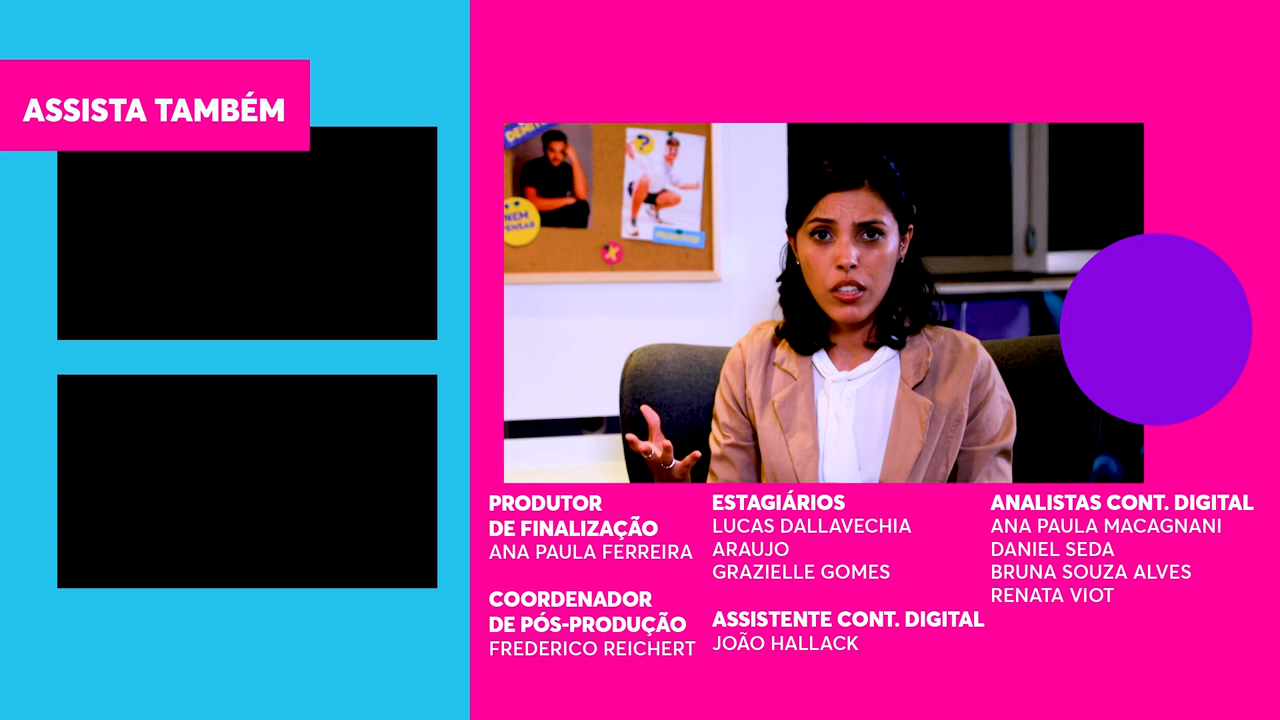 ASSISTA TAMBÉM
NEM
PENSAR
PRODUTOR
DE FINALIZAÇÃO
ANA PAULA FERREIRA
COORDENADOR
DE PÓS-PRODUÇÃO
FREDERICO REICHERT
ESTAGIÁRIOS
LUCAS DALLAVECHIA
ARAUJO
GRAZIELLE GOMES
ASSISTENTE CONT. DIGITAL
JOÃO HALLACK
ANALISTAS CONT. DIGITAL
ANA PAULA MACAGNANI
DANIEL SEDA
BRUNA SOUZA ALVES
RENATA VIOT